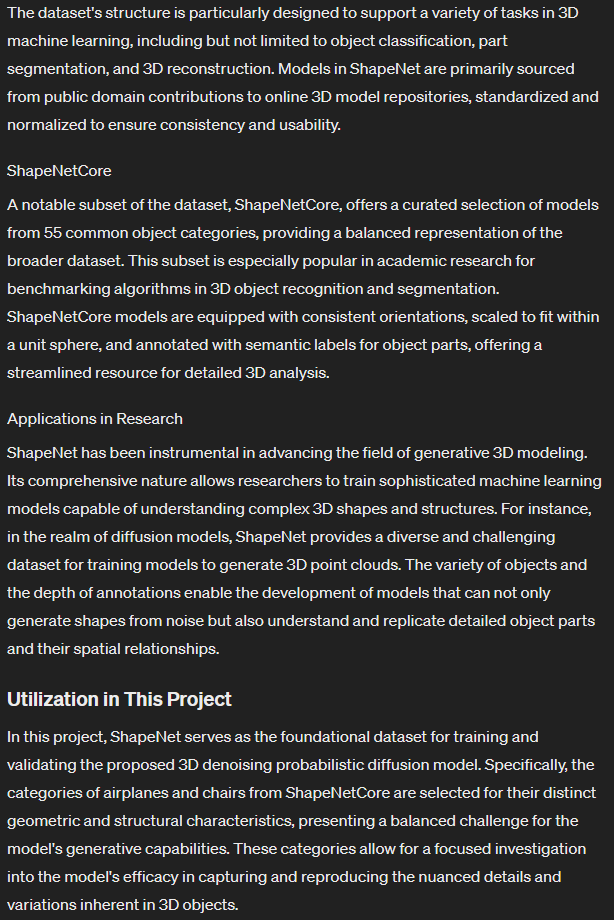 The dataset's structure is particularly designed to support a variety of tasks in 3D
machine learning, including but not limited to object classification, part
segmentation, and 3D reconstruction. Models in ShapeNet are primarily sourced
from public domain contributions to online 3D model repositories, standardized and
normalized to ensure consistency and usability.
ShapeNetCore
A notable subset of the dataset, ShapeNetCore, offers a curated selection of models
from 55 common object categories, providing a balanced representation of the
broader dataset. This subset is especially popular in academic research for
benchmarking algorithms in 3D object recognition and segmentation.
ShapeNetCore models are equipped with consistent orientations, scaled to fit within
a unit sphere, and annotated with semantic labels for object parts, offering a
streamlined resource for detailed 3D analysis.
Applications in Research
ShapeNet has been instrumental in advancing the field of generative 3D modeling.
Its comprehensive nature allows researchers to train sophisticated machine learning
models capable of understanding complex 3D shapes and structures. For instance,
in the realm of diffusion models, ShapeNet provides a diverse and challenging
dataset for training models to generate 3D point clouds. The variety of objects and
the depth of annotations enable the development of models that can not only
generate shapes from noise but also understand and replicate detailed object parts
and their spatial relationships.
Utilization in This Project
In this project, ShapeNet serves as the foundational dataset for training and
validating the proposed 3D denoising probabilistic diffusion model. Specifically, the
categories of airplanes and chairs from ShapeNetCore are selected for their distinct
geometric and structural characteristics, presenting a balanced challenge for the
model's generative capabilities. These categories allow for a focused investigation
into the model's efficacy in capturing and reproducing the nuanced details and
variations inherent in 3D objects.